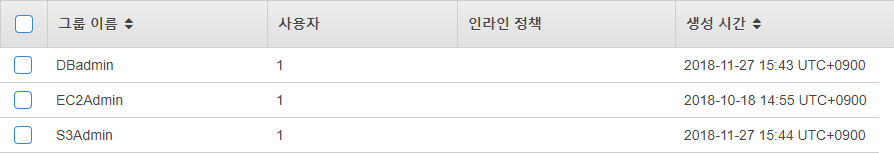 그룹 이름 사용자 인라인 정책 생성 시간
DBadmin 1 2018-11-27 15:43 UTC+0900
EC2Admin 1 2018-10-18 14:55 UTC+0900
S3Admin 1 2018-11-27 15:44 UTC+0900